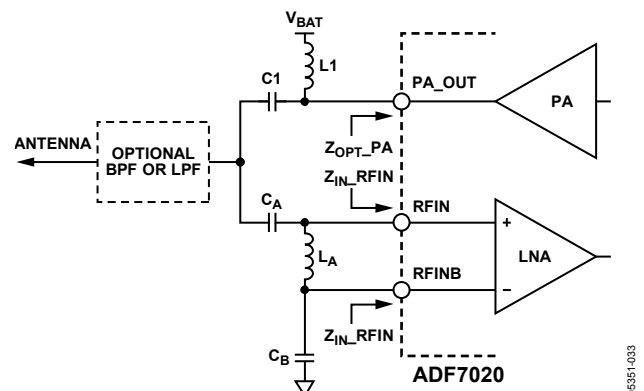 VBAT
L1
C1
PA_OUT
PA
ANTENNA
OPTIONAL
BPF OR LPF
ZOPT_PA
ZIN_RFIN
CA
RFIN
+
LA
LNA
RFINB
−
ZIN_RFIN
CB
ADF7020
5351-033